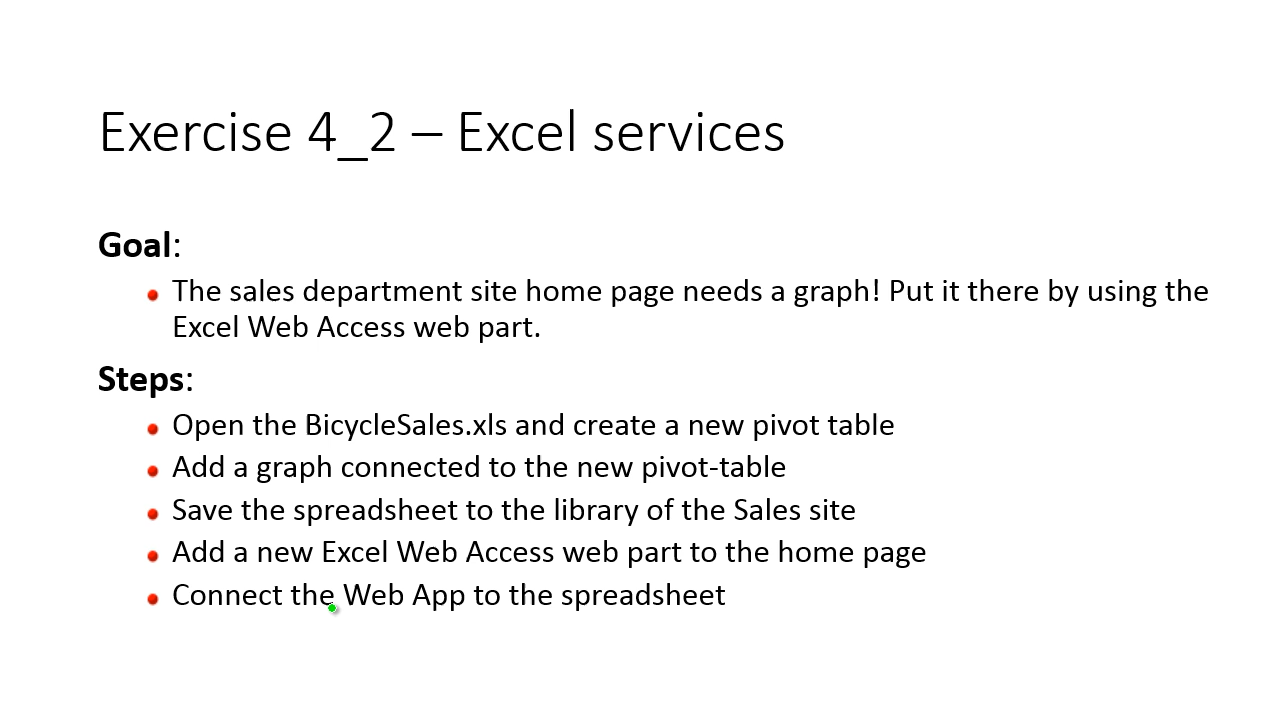 Exercise 4_2 – Excel services
Goal:
The sales department site home page needs a graph! Put it there by using the
Excel Web Access web part.
Steps:
Open the BicycleSales.xls and create a new pivot table
Add a graph connected to the new pivot-table
Save the spreadsheet to the library of the Sales site
Add a new Excel Web Access web part to the home page
Connect the Web App to the spreadsheet